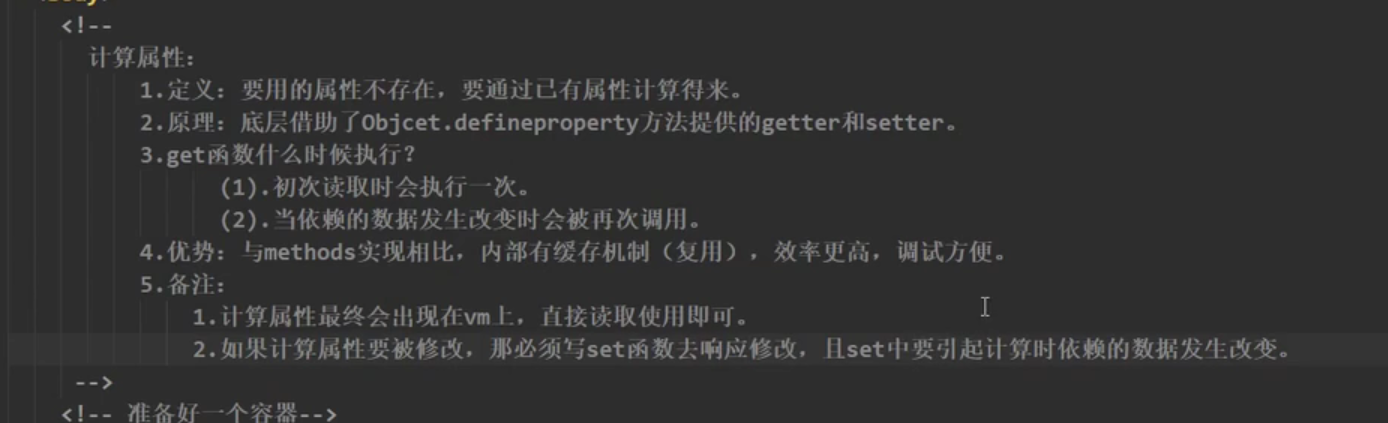 <body>
<!--
计算属性：
1.定义：要用的属性不存在，要通过已有属性计算得来。
2.原理：底层借助了Objcet.defineproperty方法提供的getter和setter。
3.get函数什么时候执行？
(1).初次读取时会执行一次。
(2).当依赖的数据发生改变时会被再次调用。
4.优势：与methods实现相比，内部有缓存机制（复用），效率更高，调试方便。
5.备注：
1.计算属性最终会出现在vm上，直接读取使用即可。
2.如果计算属性要被修改，那必须写set函数去响应修改，且set中要引起计算时依赖的数据发生改变。
-->
<!-- 准备好一个容器-->